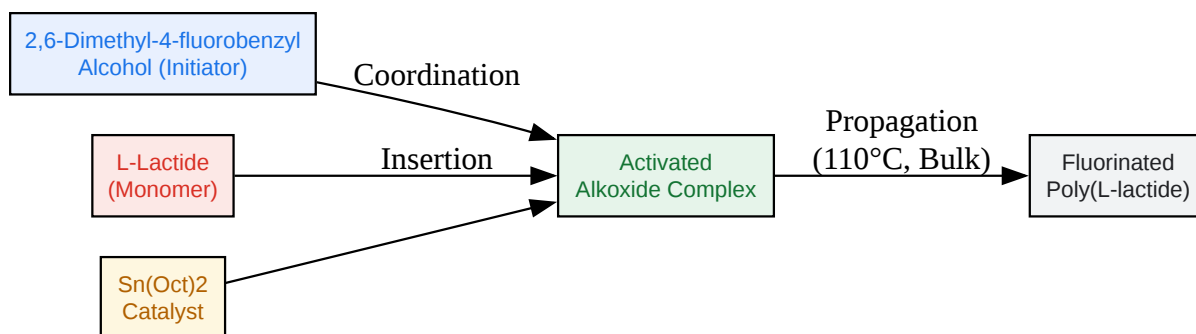 2,6-Dimethyl-4-fluorobenzyl
Alcohol (Initiator)
Coordination
L-Lactide
(Monomer)
Insertion
Sn(Oct)2
Catalyst
Activated
Alkoxide Complex
Propagation
(110°C, Bulk)
Fluorinated
Poly(L-lactide)